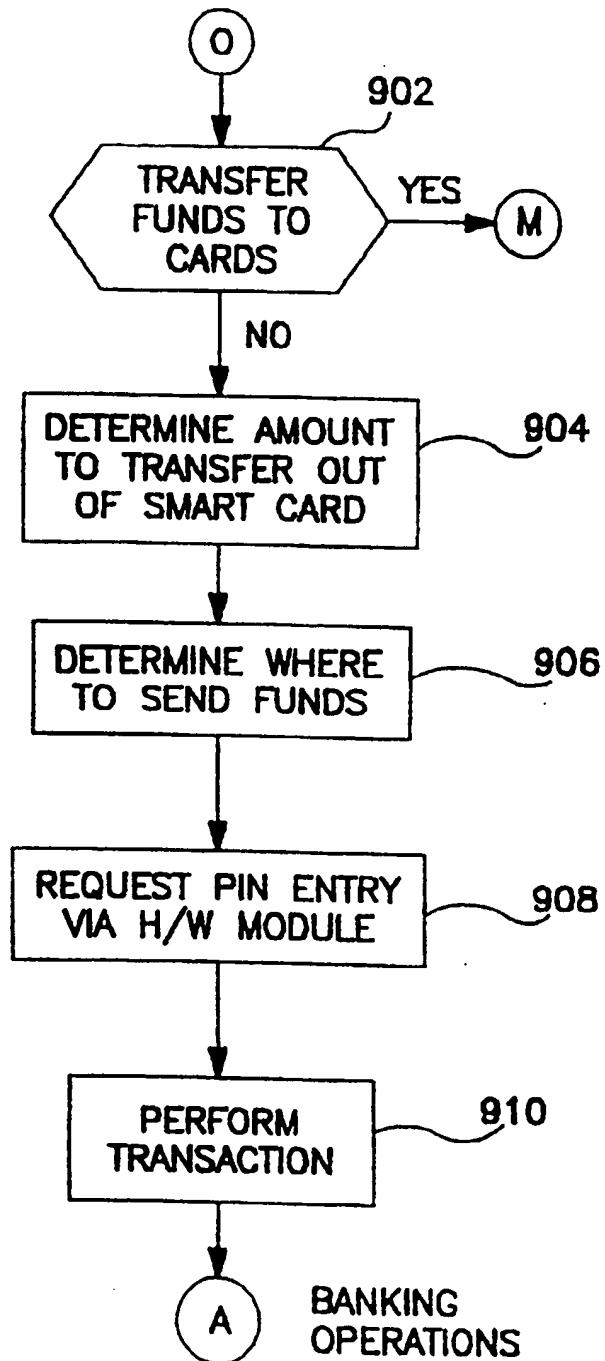 O
902
TRANSFER
FUNDS TO
CARDS
YES
M
NO
DETERMINE AMOUNT
TO TRANSFER OUT
OF SMART CARD
904
DETERMINE WHERE
TO SEND FUNDS
906
REQUEST PIN ENTRY
VIA H/W MODULE
908
PERFORM
TRANSACTION
910
A
BANKING
OPERATIONS